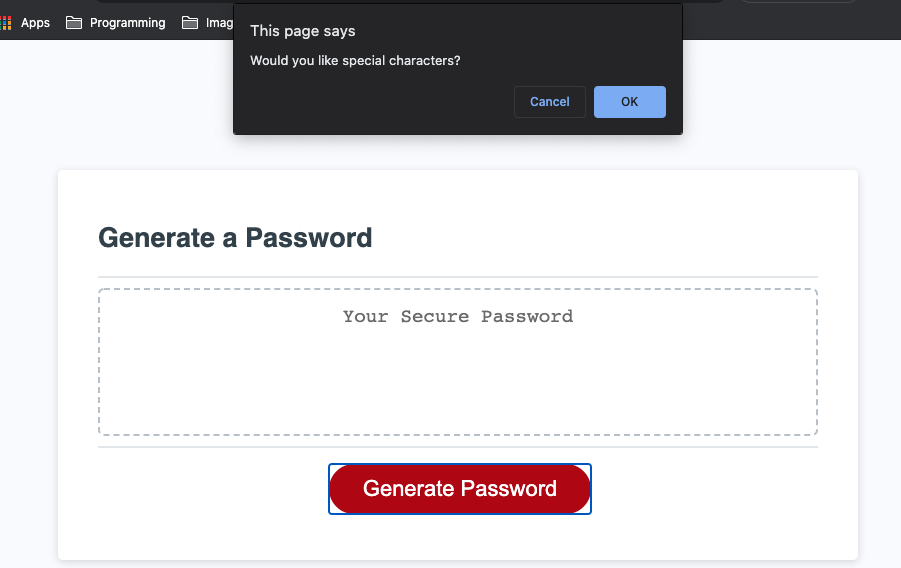 Apps Programming Imag
This page says
Would you like special characters?
Cancel OK
Generate a Password
Your Secure Password
Generate Password